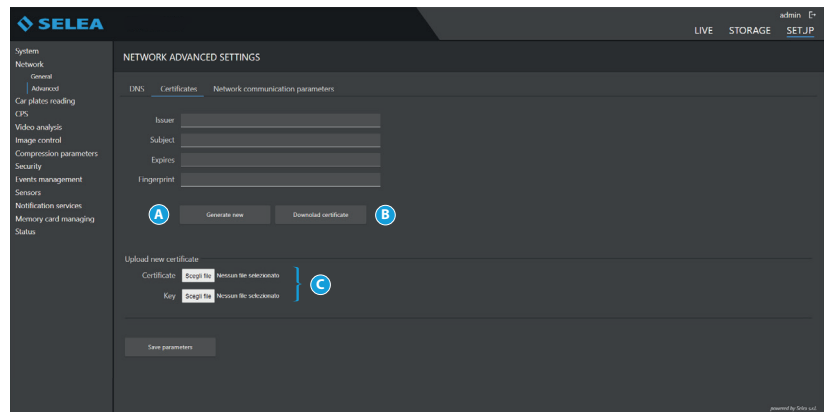 SELEA
admin
LIVE STORAGE SETUP
System
Network
General
Advanced
Car plates reading
CPS
Video analysis
Image control
Compression parameters
Security
Events management
Sensors
Notification services
Memory card managing
Status
NETWORK ADVANCED SETTINGS
DNS Certificates Network communication parameters
Issuer
Subject
Expires
Fingerprint
A Generate new Downolad certificate B
Upload new certificate
Certificate Scegli file Nessun file selezionato
C
Key Scegli file Nessun file selezionato
Save parameters
powered by Selea s.r.l.